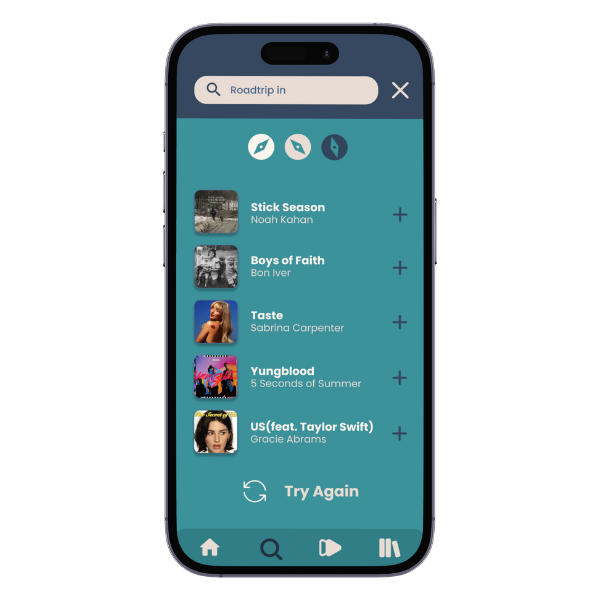 Roadtrip in
Stick Season
Noah Kahan
Boys of Faith
Bon Iver
Taste
Sabrina Carpenter
Yungblood
5 Seconds of Summer
US(feat. Taylor Swift)
Gracie Abrams
Try Again